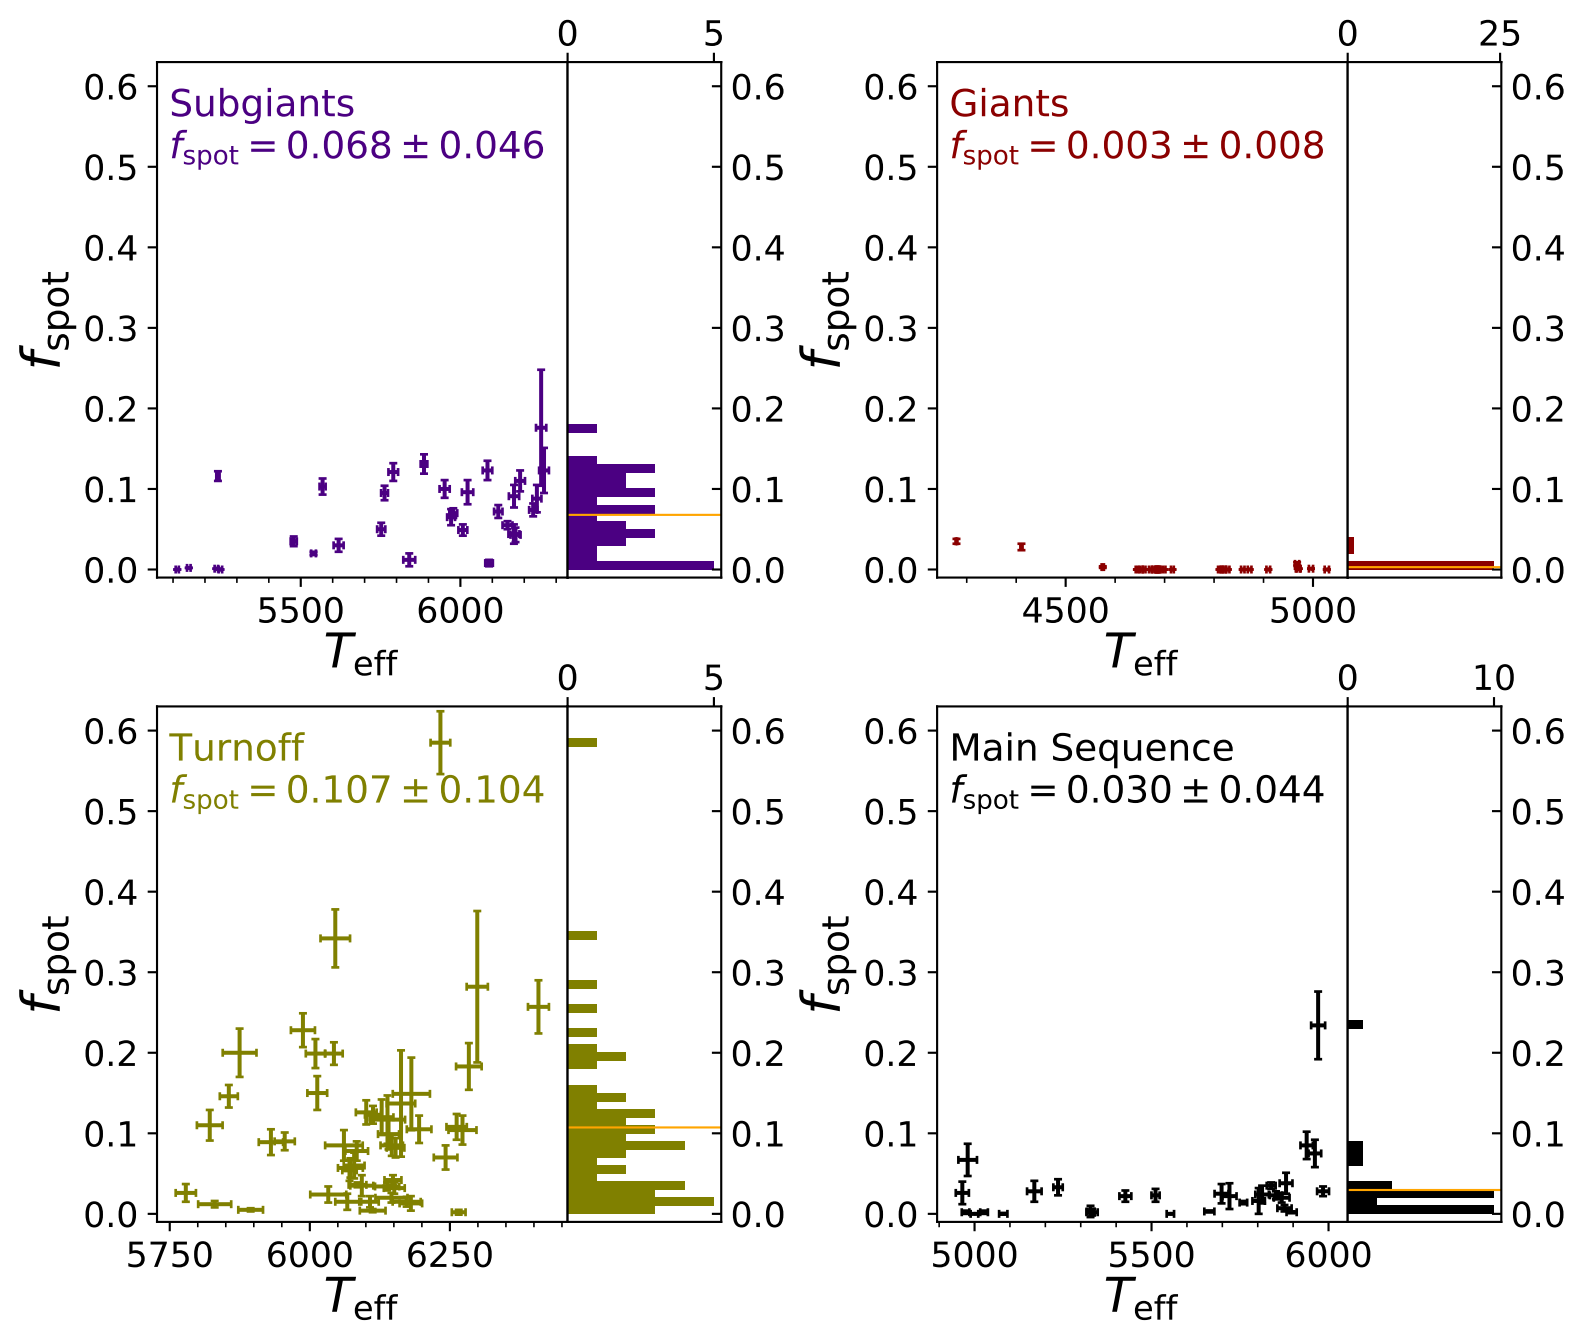 0 5
0.6 Subgiants 0.6
f_spot = 0.068 ± 0.046
0.5 0.5
0.4 0.4
f_spot
0.3 0.3
0.2 0.2
0.1 0.1
0.0 0.0
5500 6000
T_eff
0 25
0.6 Giants 0.6
f_spot = 0.003 ± 0.008
0.5 0.5
0.4 0.4
f_spot
0.3 0.3
0.2 0.2
0.1 0.1
0.0 0.0
4500 5000
T_eff
0 5
0.6 Turnoff 0.6
f_spot = 0.107 ± 0.104
0.5 0.5
0.4 0.4
f_spot
0.3 0.3
0.2 0.2
0.1 0.1
0.0 0.0
5750 6000 6250
T_eff
0 10
0.6 Main Sequence 0.6
f_spot = 0.030 ± 0.044
0.5 0.5
0.4 0.4
f_spot
0.3 0.3
0.2 0.2
0.1 0.1
0.0 0.0
5000 5500 6000
T_eff